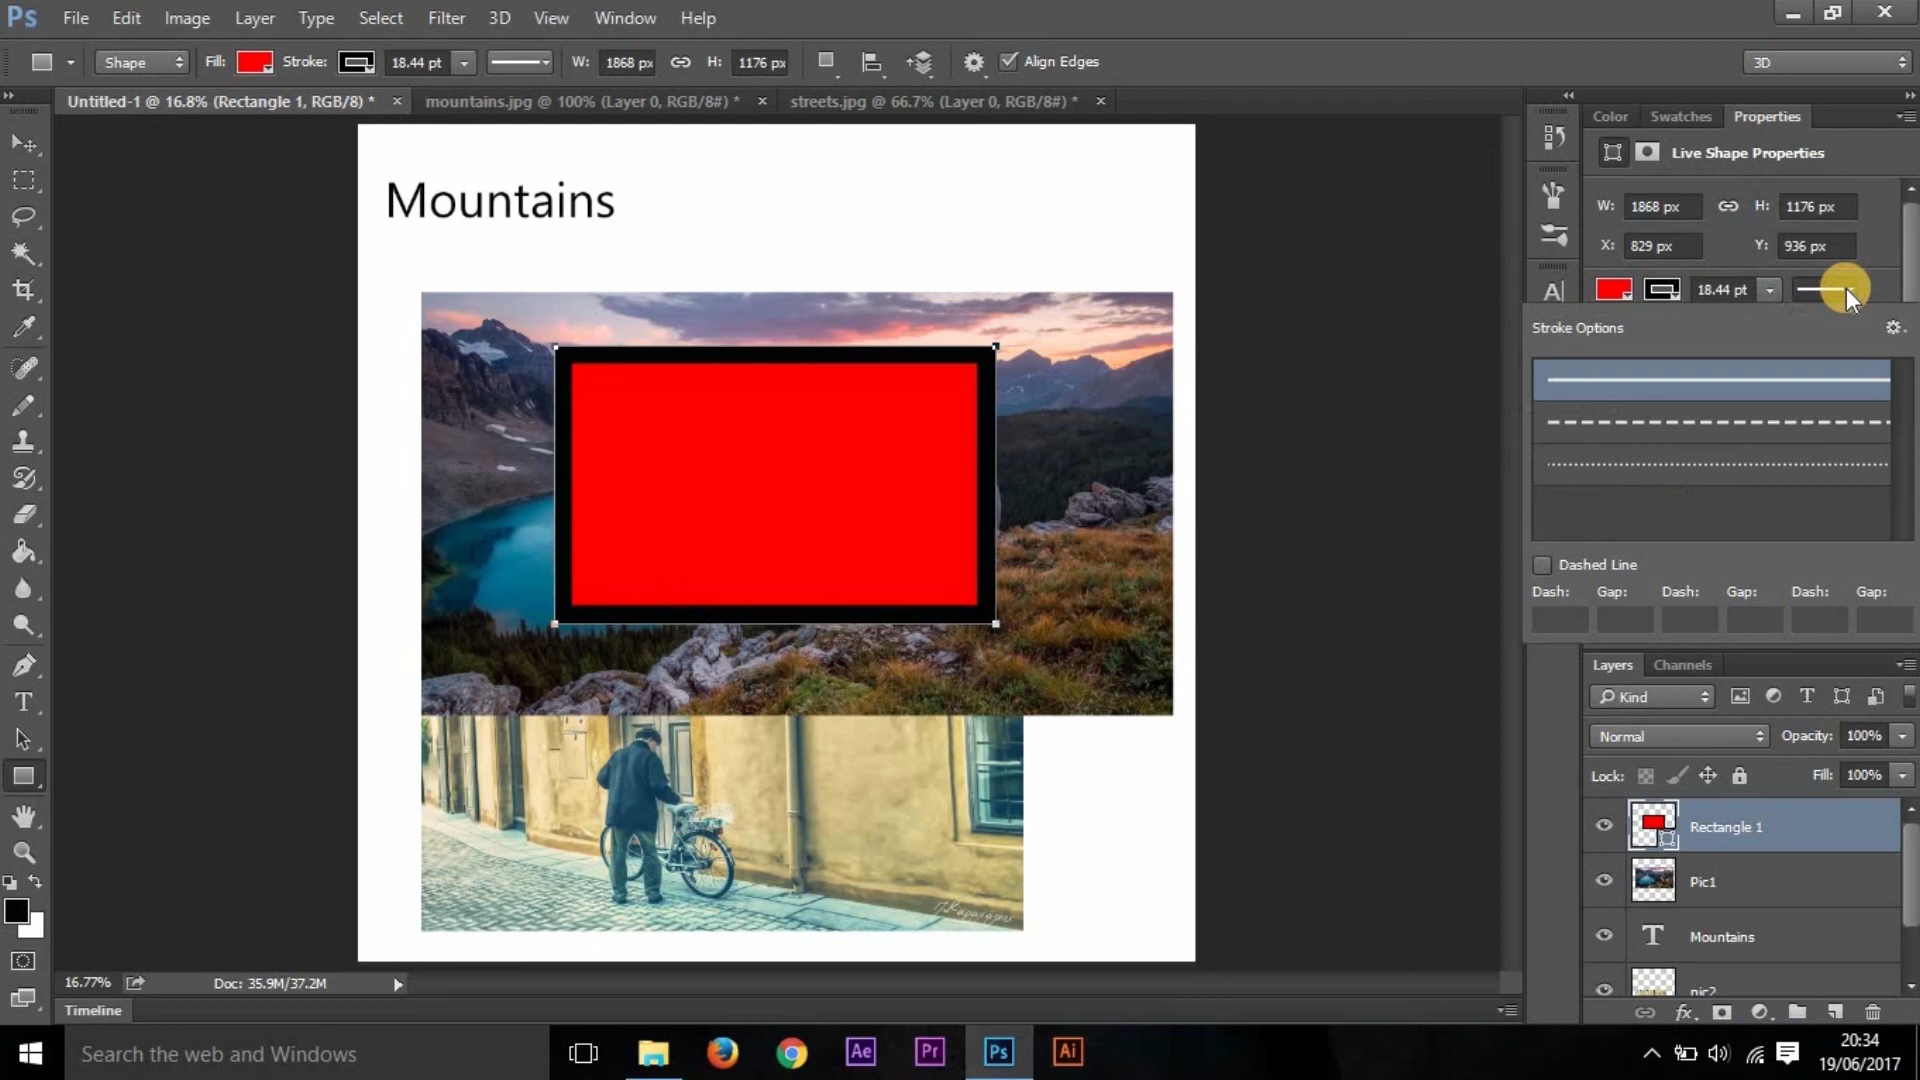 Ps File Edit Image Layer Type Select Filter 3D View Window Help
Shape Fill: Stroke: 18.44 pt W: 1868 px H: 1176 px Align Edges 3D
Untitled-1 @ 16.8% (Rectangle 1, RGB/8) * mountains.jpg @ 100% (Layer 0, RGB/8#) * streets.jpg @ 66.7% (Layer 0, RGB/8#) *
Color Swatches Properties
Live Shape Properties
W: 1868 px H: 1176 px
X: 829 px Y: 936 px
18.44 pt
Stroke Options
Dashed Line
Dash: Gap: Dash: Gap: Dash: Gap:
Mountains
Layers Channels
Kind
Normal Opacity: 100%
Lock: Fill: 100%
Rectangle 1
Pic1
Mountains
pic2
16.77% Doc: 35.9M/37.2M
Timeline
Search the web and Windows
Ae Pr Ps Ai
20:34
19/06/2017